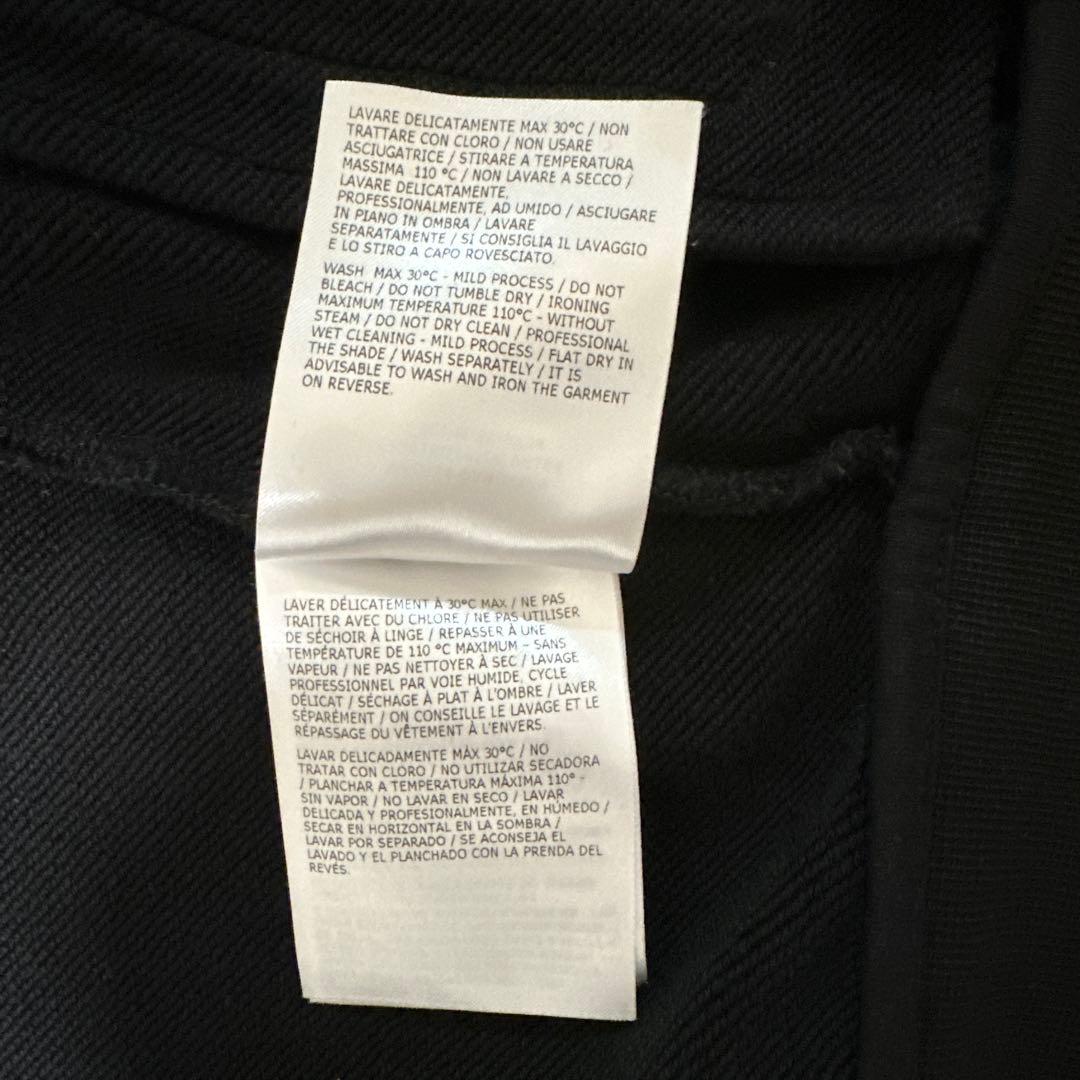 LAVARE DELICATAMENTE MAX 30°C / NON
TRATTARE CON CLORO / NON USARE
ASCIUGATRICE / STIRARE A TEMPERATURA
MASSIMA 110 °C / NON LAVARE A SECCO /
LAVARE DELICATAMENTE,
PROFESSIONALMENTE, AD UMIDO / ASCIUGARE
IN PIANO IN OMBRA / LAVARE
SEPARATAMENTE / SI CONSIGLIA IL LAVAGGIO
E LO STIRO A CAPO ROVESCIATO.
WASH MAX 30°C - MILD PROCESS / DO NOT
BLEACH / DO NOT TUMBLE DRY / IRONING
MAXIMUM TEMPERATURE 110°C - WITHOUT
STEAM / DO NOT DRY CLEAN / PROFESSIONAL
WET CLEANING - MILD PROCESS / FLAT DRY IN
THE SHADE / WASH SEPARATELY / IT IS
ADVISABLE TO WASH AND IRON THE GARMENT
ON REVERSE.
LAVER DÉLICATEMENT À 30°C MAX / NE PAS
TRAITER AVEC DU CHLORE / NE PAS UTILISER
DE SÉCHOIR À LINGE / REPASSER À UNE
TEMPÉRATURE DE 110 °C MAXIMUM - SANS
VAPEUR / NE PAS NETTOYER À SEC / LAVAGE
PROFESSIONNEL PAR VOIE HUMIDE, CYCLE
DÉLICAT / SÉCHAGE À PLAT À L'OMBRE / LAVER
SÉPARÉMENT / ON CONSEILLE LE LAVAGE ET LE
RÉPASSAGE DU VÊTEMENT À L'ENVERS.
LAVAR DELICADAMENTE MÁX 30°C / NO
TRATAR CON CLORO / NO UTILIZAR SECADORA
/ PLANCHAR A TEMPERATURA MÁXIMA 110° -
SIN VAPOR / NO LAVAR EN SECO / LAVAR
DELICADA Y PROFESIONALMENTE, EN HÚMEDO /
SECAR EN HORIZONTAL EN LA SOMBRA /
LAVAR POR SEPARADO / SE ACONSEJA EL
LAVADO Y EL PLANCHADO CON LA PRENDA DEL
REVÉS.